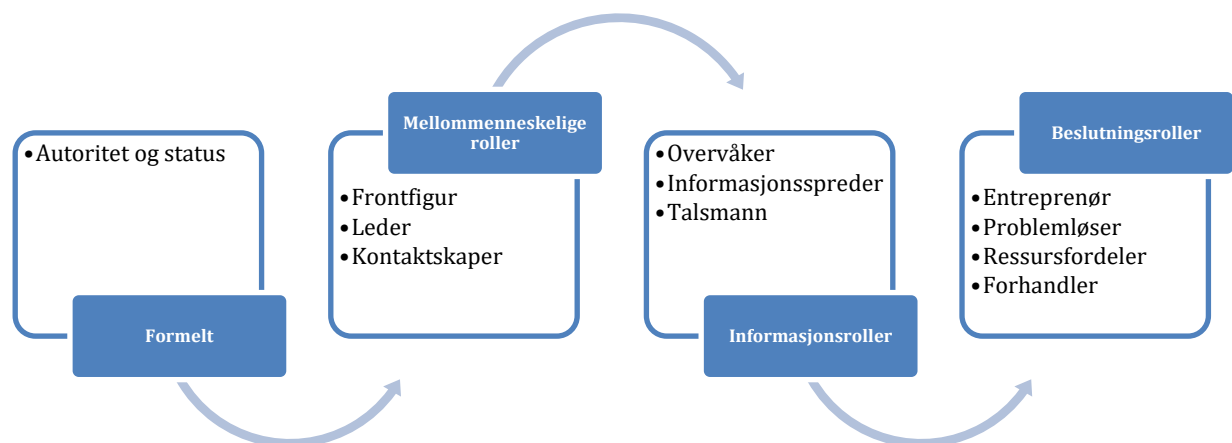 •Autoritet og status
Formelt
Mellommenneskelige
roller
•Frontfigur
•Leder
•Kontaktskaper
•Overvåker
•Informasjonsspreder
•Talsmann
Informasjonsroller
Beslutningsroller
•Entreprenør
•Problemløser
•Ressursfordeler
•Forhandler